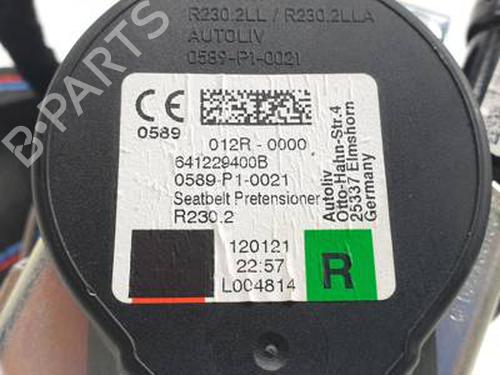 R230.2LL / R230.2LLA
AUTOLIV
0589-P1-0021
B-PARTS
CE
0589
012R - 0000
641229400B
0589-P1-0021
Seatbelt Pretensioner
R230.2
Autoliv
Otto-Hahn-Str.4
25337 Elmshorn
Germany
120121
22:57
L004814
R